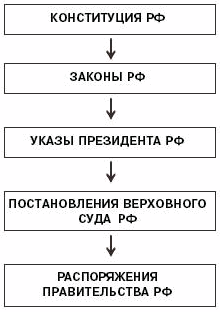 КОНСТИТУЦИЯ РФ
ЗАКОНЫ РФ
УКАЗЫ ПРЕЗИДЕНТА РФ
ПОСТАНОВЛЕНИЯ ВЕРХОВНОГО
СУДА РФ
РАСПОРЯЖЕНИЯ
ПРАВИТЕЛЬСТВА РФ